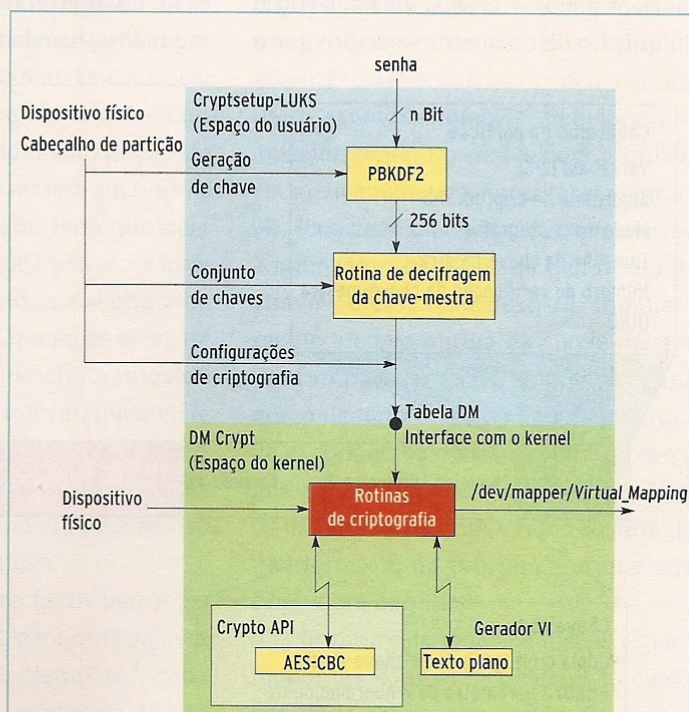 senha
Cryptsetup-LUKS
(Espaço do usuário)
n Bit
Dispositivo físico
Cabeçalho de partição
Geração
de chave
PBKDF2
256 bits
Conjunto
de chaves
Rotina de decifragem
da chave-mestra
Configurações
de criptografia
Tabela DM
Interface com o kernel
DM Crypt
(Espaço do kernel)
Dispositivo
físico
Rotinas
de criptografia
/dev/mapper/Virtual_Mapping
Crypto API
AES-CBC
Gerador VI
Texto plano